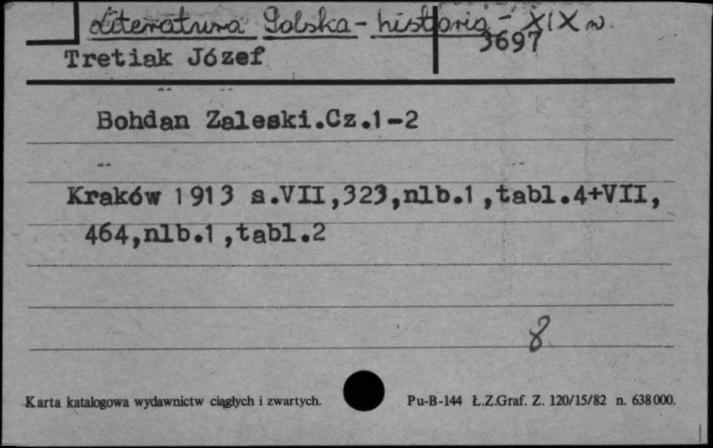 Literatura Polska - historia - XIX w.
3697
Tretiak Józef
Bohdan Zaleski.Cz.1-2
Kraków 1913 s.VII,323,nlb.1,tabl.4+VII,
464,nlb.1,tabl.2
8
Karta katalogowa wydawnictw ciągłych i zwartych.
Pu-B-144 Ł.Z.Graf. Z. 120/15/82 n. 638000.